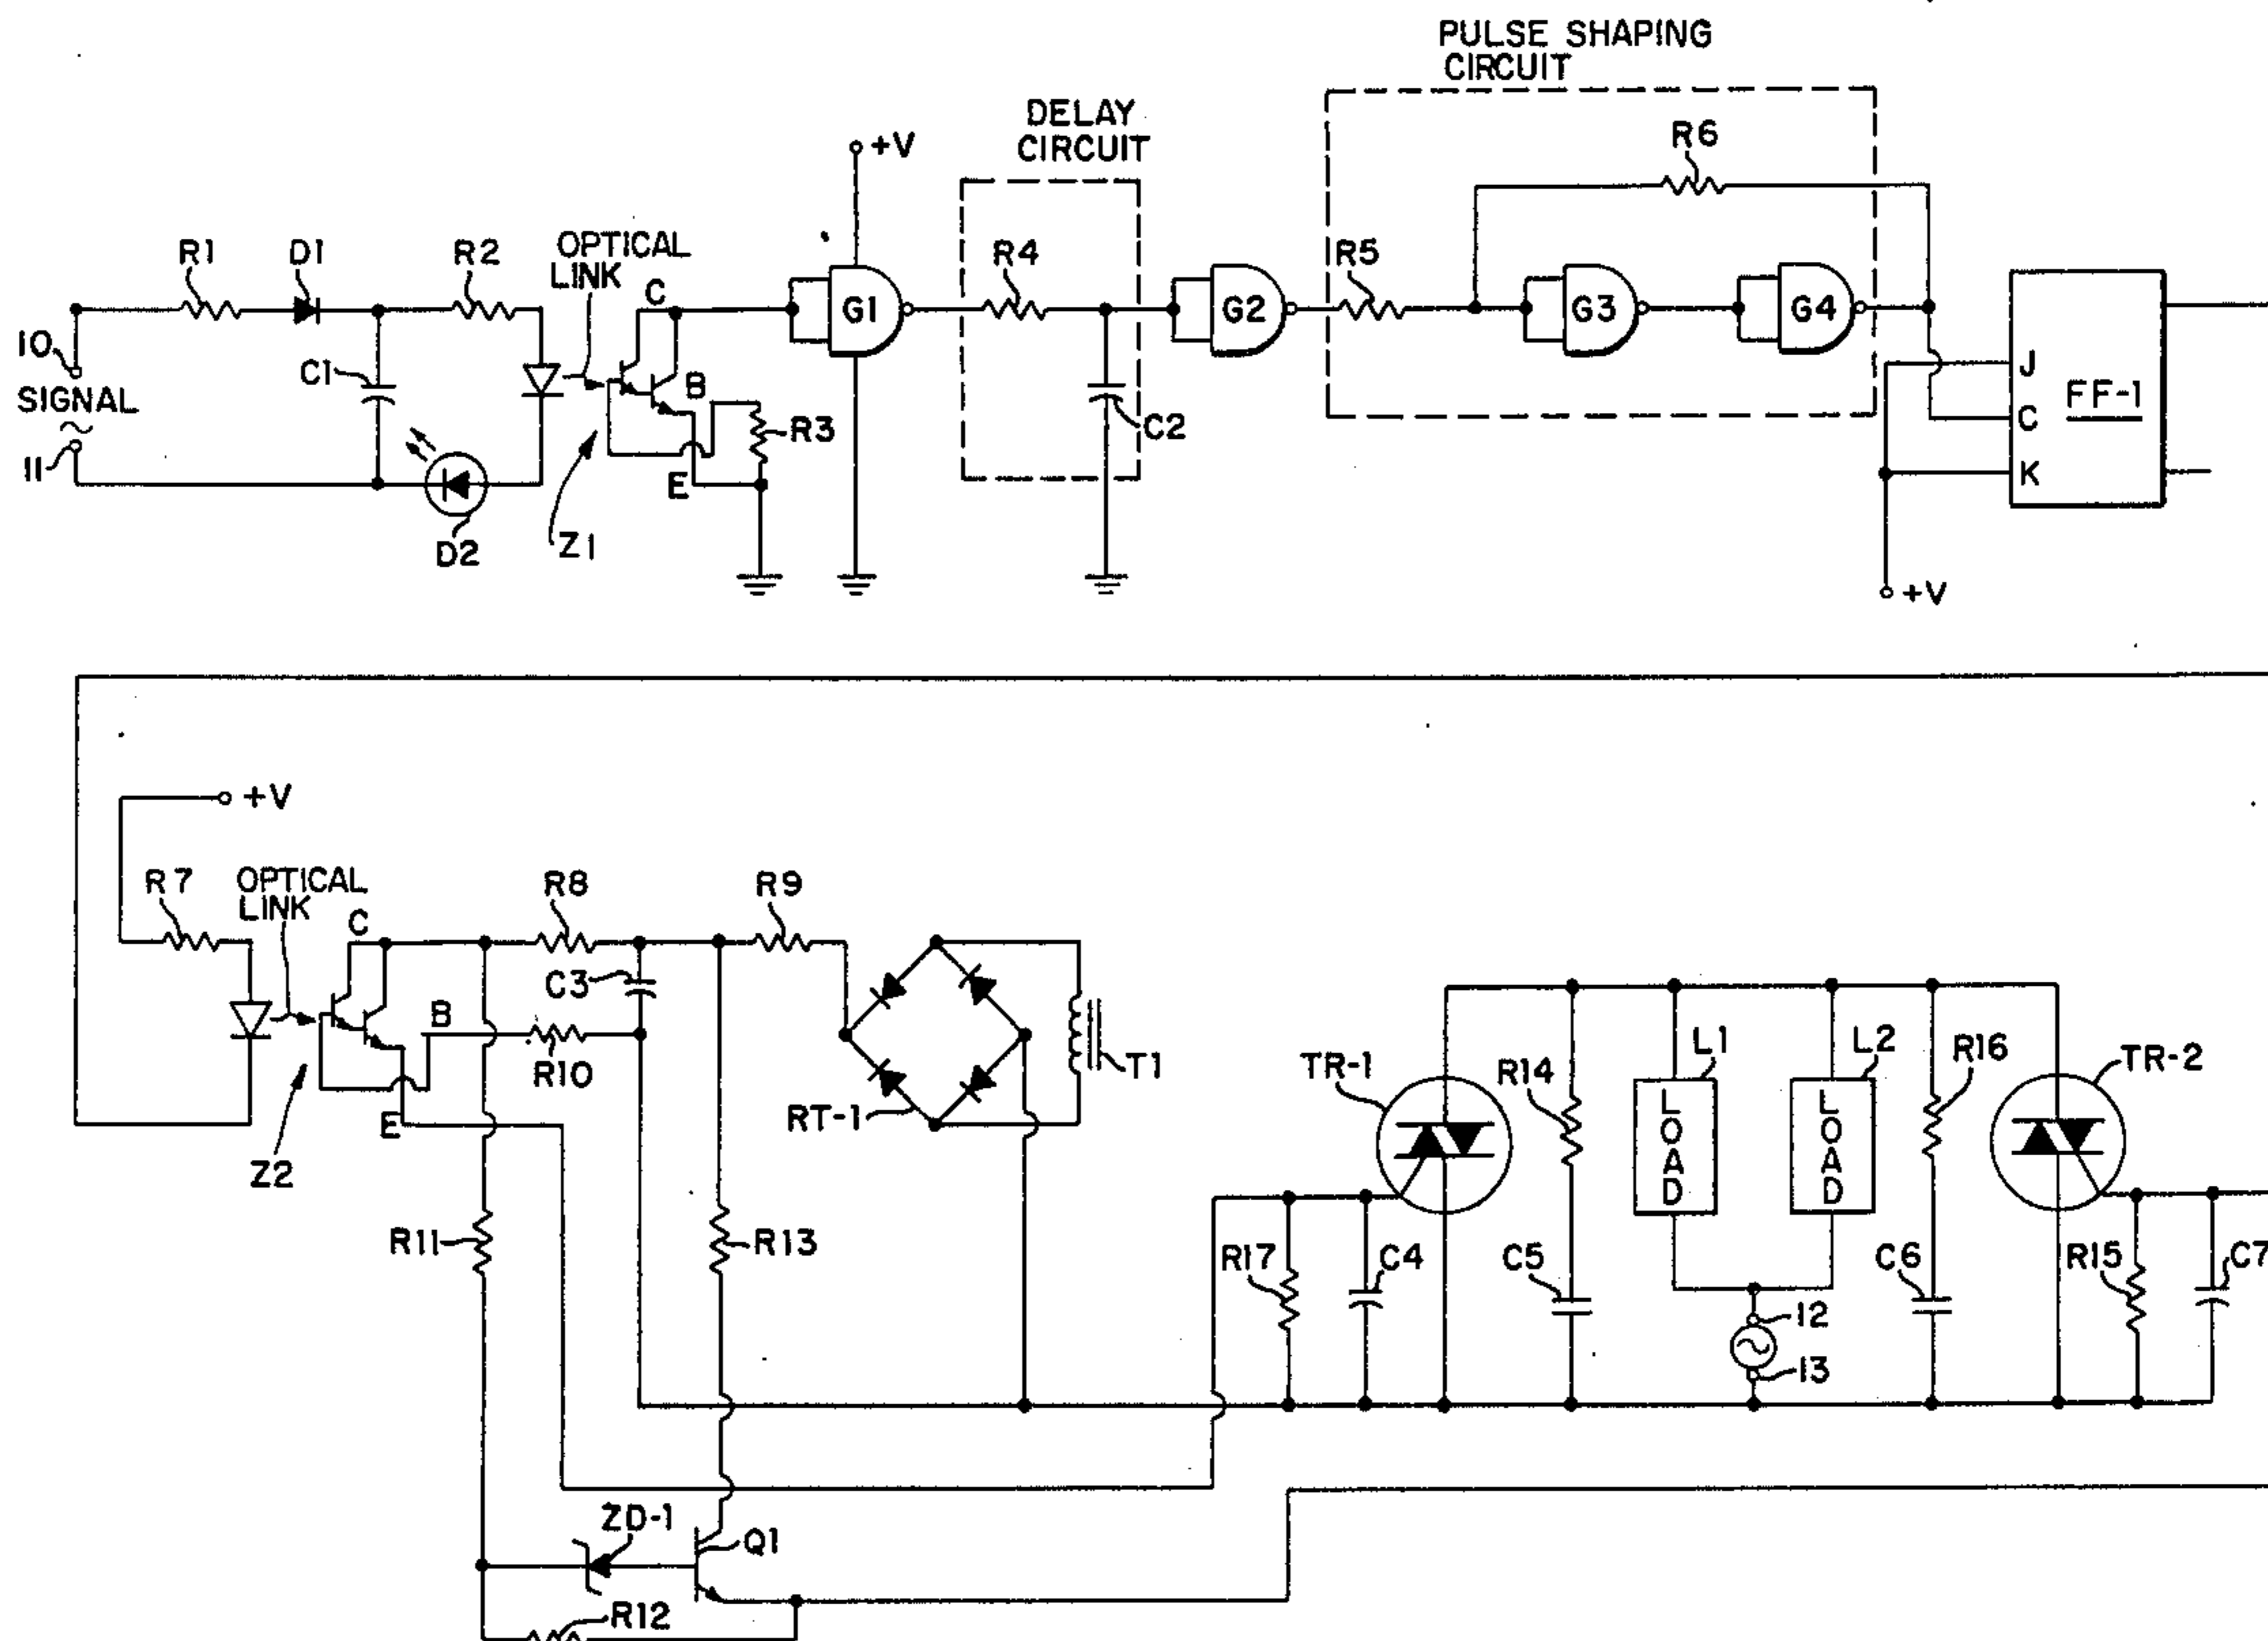 PULSE SHAPING
CIRCUIT
DELAY
CIRCUIT
+V
R6
R1
D1
R2
OPTICAL
LINK
C
G1
R4
G2
R5
G3
G4
10
SIGNAL
~
11
C1
B
R3
E
C2
D2
Z1
J
C
K
FF-1
+V
+V
R7
OPTICAL
LINK
C
R8
R9
C3
B
R10
E
Z2
RT-1
T1
R11
R13
TR-1
R14
L1
LOAD
L2
LOAD
R16
TR-2
R17
C4
C5
C6
R15
C7
12
13
ZD-1
Q1
R12